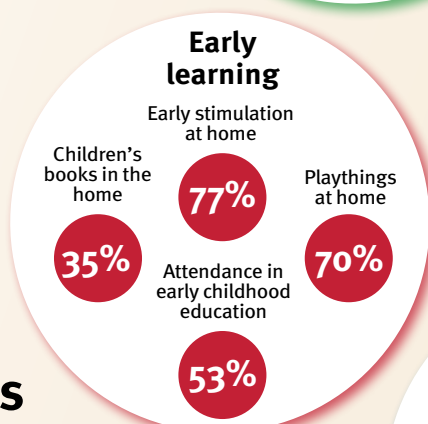 Early
learning
Early stimulation
at home
77%
Children’s
books in the
home
35%
Playthings
at home
70%
Attendance in
early childhood
education
53%
s